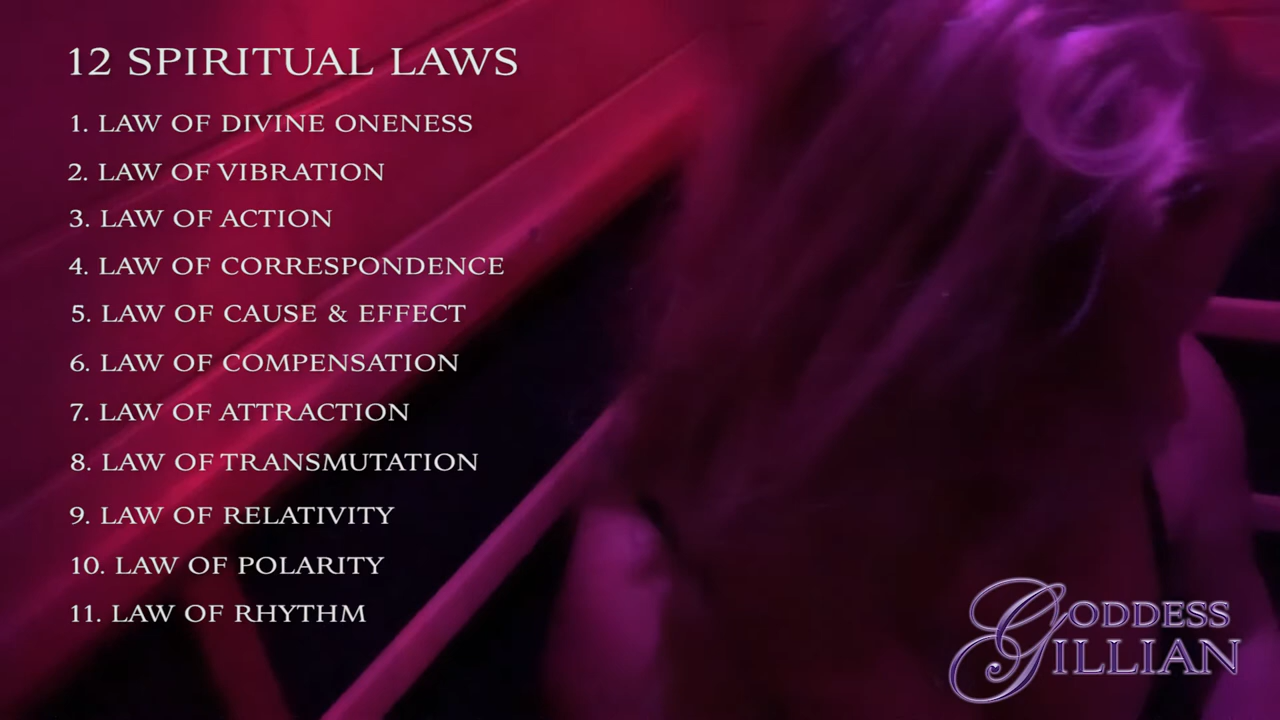 12 SPIRITUAL LAWS
1. LAW OF DIVINE ONENESS
2. LAW OF VIBRATION
3. LAW OF ACTION
4. LAW OF CORRESPONDENCE
5. LAW OF CAUSE & EFFECT
6. LAW OF COMPENSATION
7. LAW OF ATTRACTION
8. LAW OF TRANSMUTATION
9. LAW OF RELATIVITY
10. LAW OF POLARITY
11. LAW OF RHYTHM
GODDESS
GILLIAN